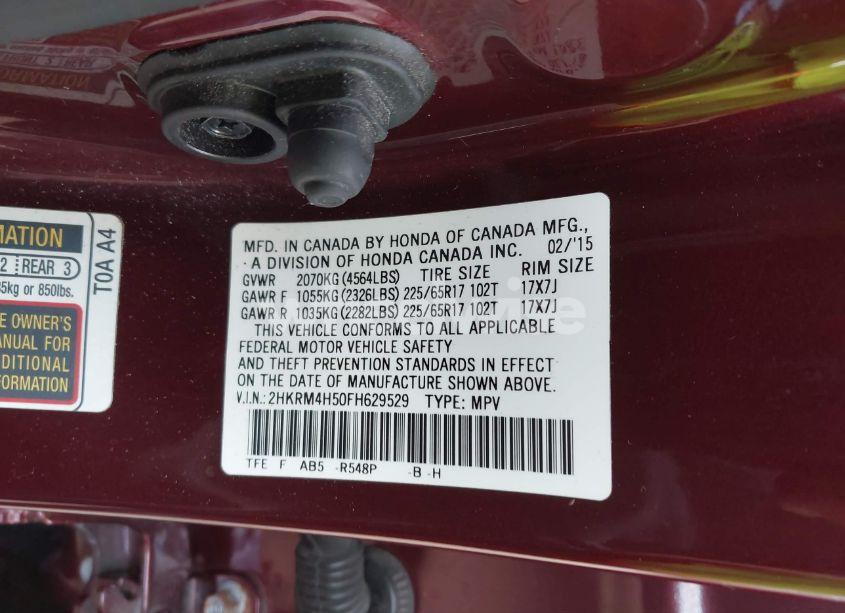 MATION
2 REAR 3
35kg or 850lbs.
E OWNER'S
ANUAL FOR
DITIONAL
FORMATION
T0A A4
MFD. IN CANADA BY HONDA OF CANADA MFG.,
A DIVISION OF HONDA CANADA INC. 02/'15
GVWR 2070KG(4564LBS) TIRE SIZE RIM SIZE
GAWR F 1055KG(2326LBS) 225/65R17 102T 17X7J
GAWR R 1035KG(2282LBS) 225/65R17 102T 17X7J
THIS VEHICLE CONFORMS TO ALL APPLICABLE
FEDERAL MOTOR VEHICLE SAFETY
AND THEFT PREVENTION STANDARDS IN EFFECT
ON THE DATE OF MANUFACTURE SHOWN ABOVE.
V.I.N.: 2HKRM4H50FH629529 TYPE: MPV
TFE F AB5 -R548P -B -H